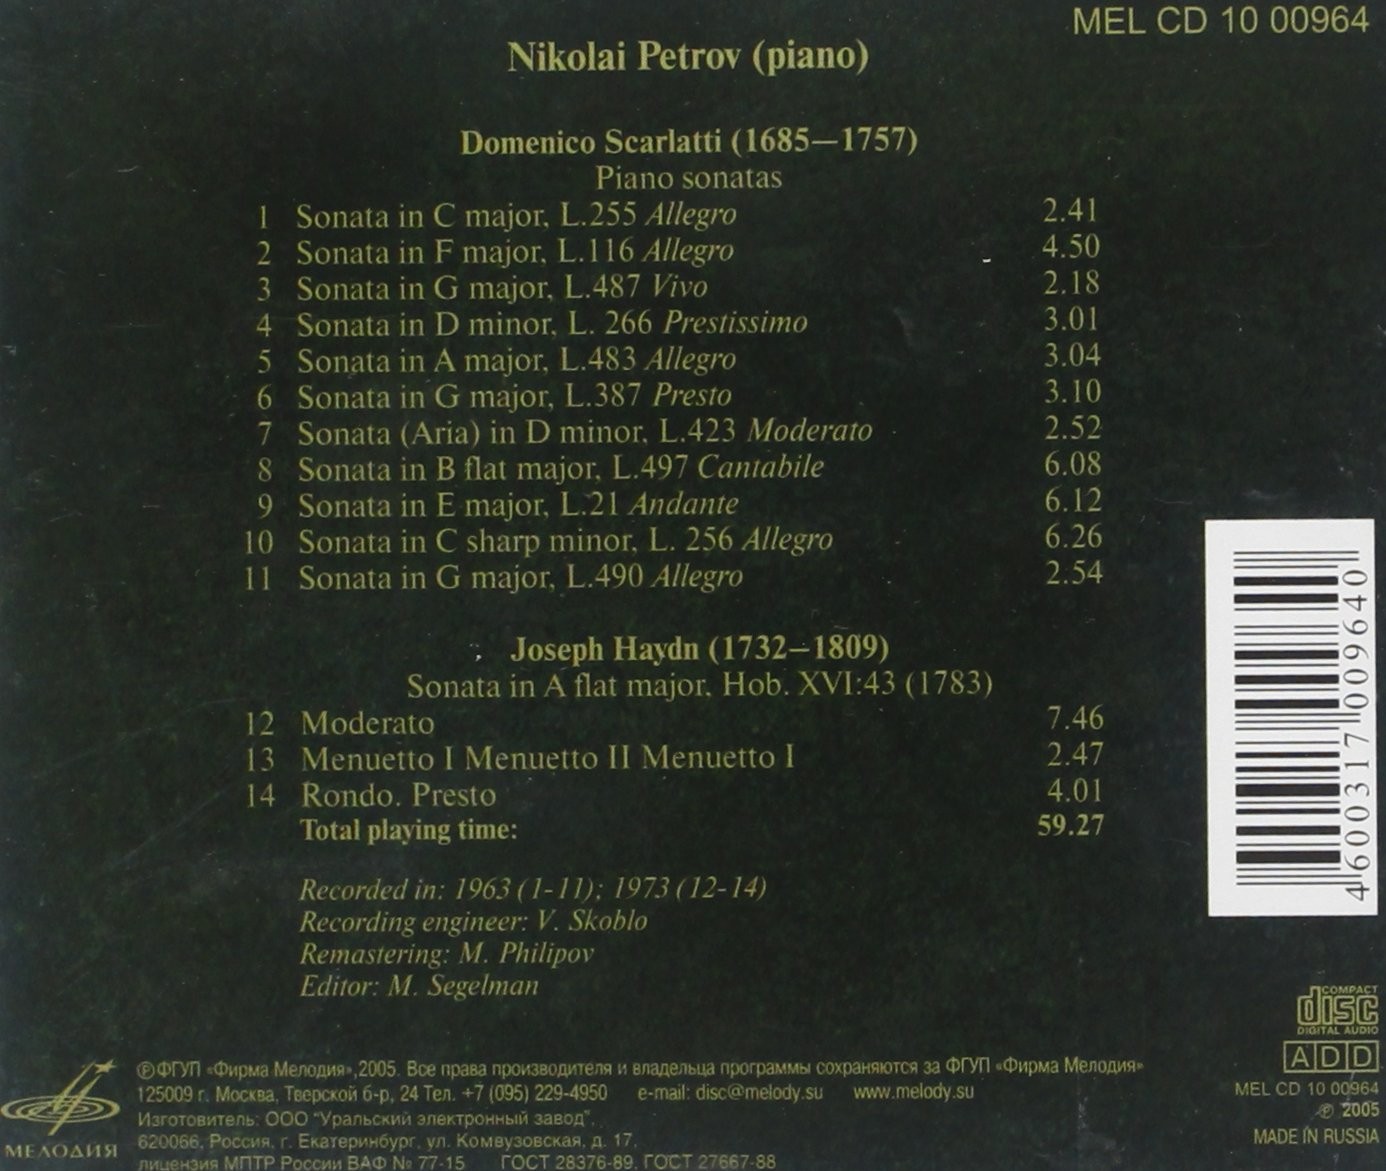 MEL CD 10 00964
Nikolai Petrov (piano)
Domenico Scarlatti (1685—1757)
Piano sonatas
1 Sonata in C major, L.255 Allegro 2.41
2 Sonata in F major, L.116 Allegro 4.50
3 Sonata in G major, L.487 Vivo 2.18
4 Sonata in D minor, L. 266 Prestissimo 3.01
5 Sonata in A major, L.483 Allegro 3.04
6 Sonata in G major, L.387 Presto 3.10
7 Sonata (Aria) in D minor, L.423 Moderato 2.52
8 Sonata in B flat major, L.497 Cantabile 6.08
9 Sonata in E major, L.21 Andante 6.12
10 Sonata in C sharp minor, L. 256 Allegro 6.26
11 Sonata in G major, L.490 Allegro 2.54
Joseph Haydn (1732—1809)
Sonata in A flat major, Hob. XVI:43 (1783)
12 Moderato 7.46
13 Menuetto I Menuetto II Menuetto I 2.47
14 Rondo. Presto 4.01
Total playing time: 59.27
Recorded in: 1963 (1-11); 1973 (12-14)
Recording engineer: V. Skoblo
Remastering: M. Philipov
Editor: M. Segelman
4600317009640
COMPACT
disc
DIGITAL AUDIO
ADD
MEL CD 10 00964
℗ 2005
MADE IN RUSSIA
МЕЛОДИЯ
℗ФГУП «Фирма Мелодия»,2005. Все права производителя и владельца программы сохраняются за ФГУП «Фирма Мелодия»
125009 г. Москва, Тверской б-р, 24 Тел. +7 (095) 229-4950 e-mail: disc@melody.su www.melody.su
Изготовитель: ООО "Уральский электронный завод",
620066, Россия, г. Екатеринбург, ул. Комвузовская, д. 17,
лицензия МПТР России ВАФ № 77-15 ГОСТ 28376-89, ГОСТ 27667-88